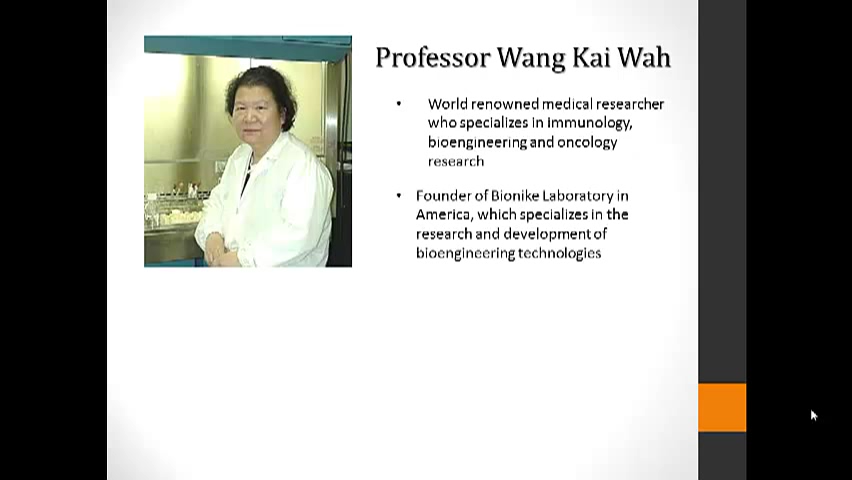 Professor Wang Kai Wah
• World renowned medical researcher
who specializes in immunology,
bioengineering and oncology
research
• Founder of Bionike Laboratory in
America, which specializes in the
research and development of
bioengineering technologies